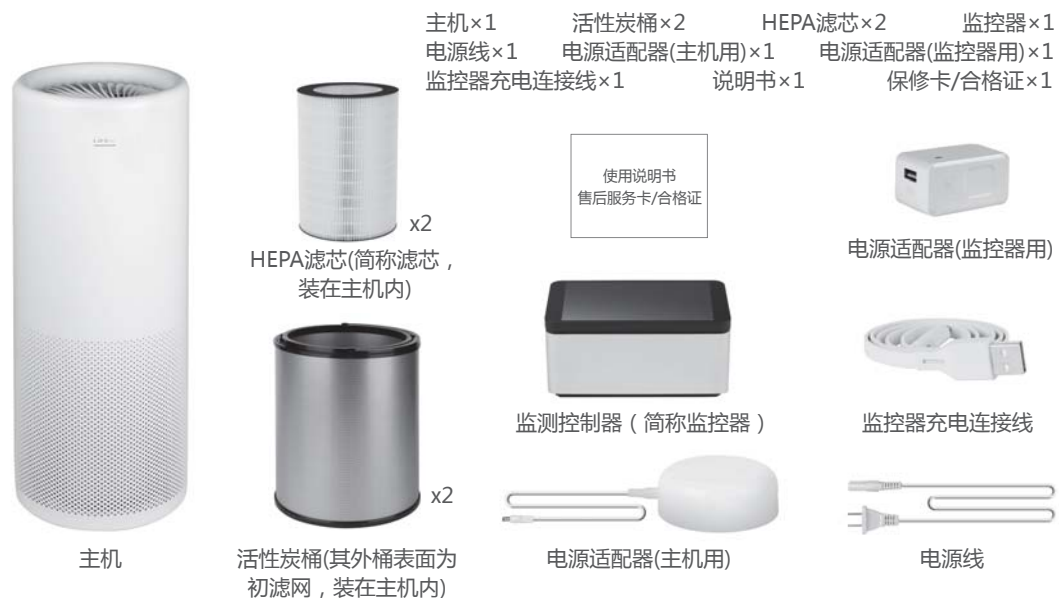 主机×1 活性炭桶×2 HEPA滤芯×2 监控器×1
电源线×1 电源适配器(主机用)×1 电源适配器(监控器用)×1
监控器充电连接线×1 说明书×1 保修卡/合格证×1
使用说明书
售后服务卡/合格证
x2
HEPA滤芯(简称滤芯，
装在主机内)
电源适配器(监控器用)
监测控制器（简称监控器）
监控器充电连接线
x2
主机
活性炭桶(其外桶表面为
初滤网，装在主机内)
电源适配器(主机用)
电源线